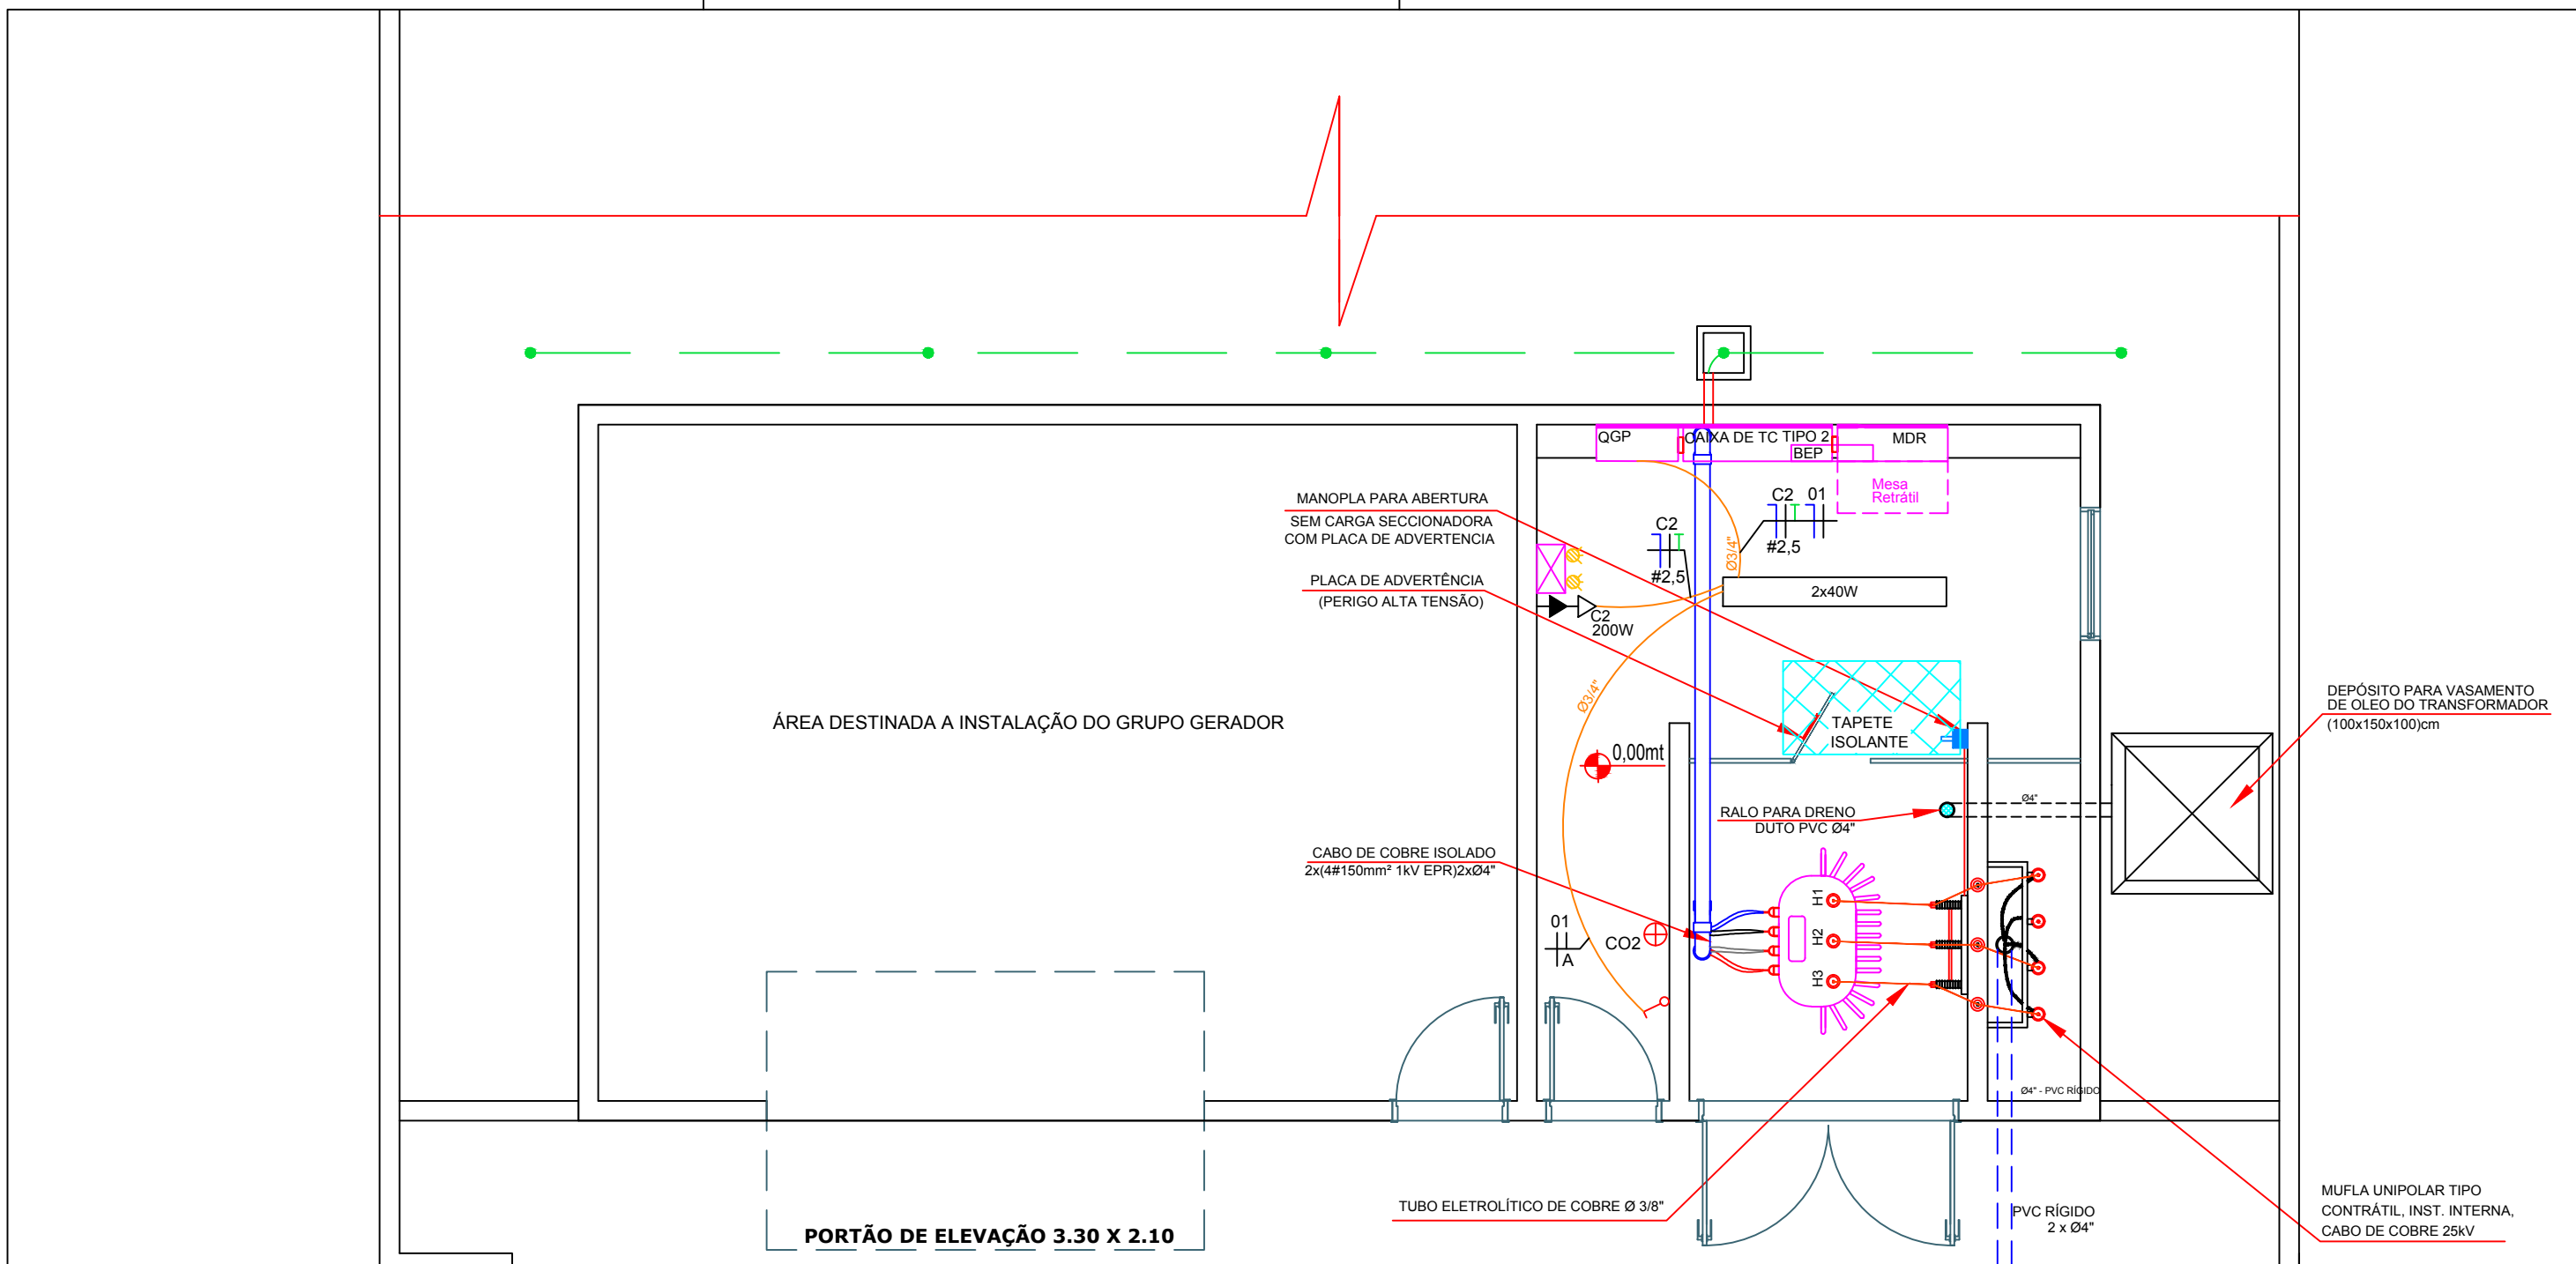 QGP
CAIXA DE TC TIPO 2
MDR
BEP
Mesa
Retrátil
MANOPLA PARA ABERTURA
SEM CARGA SECCIONADORA
COM PLACA DE ADVERTENCIA
C2 01
#2,5
C2
#2,5
Ø3/4"
PLACA DE ADVERTÊNCIA
(PERIGO ALTA TENSÃO)
2x40W
C2
200W
Ø3/4"
ÁREA DESTINADA A INSTALAÇÃO DO GRUPO GERADOR
TAPETE
ISOLANTE
0,00mt
DEPÓSITO PARA VASAMENTO
DE OLEO DO TRANSFORMADOR
(100x150x100)cm
RALO PARA DRENO
DUTO PVC Ø4"
Ø4"
CABO DE COBRE ISOLADO
2x(4#150mm² 1kV EPR)2xØ4"
H1
H2
H3
01
A
CO2
Ø4" - PVC RÍGIDO
TUBO ELETROLÍTICO DE COBRE Ø 3/8"
PORTÃO DE ELEVAÇÃO 3.30 X 2.10
PVC RÍGIDO
2 x Ø4"
MUFLA UNIPOLAR TIPO
CONTRÁTIL, INST. INTERNA,
CABO DE COBRE 25kV